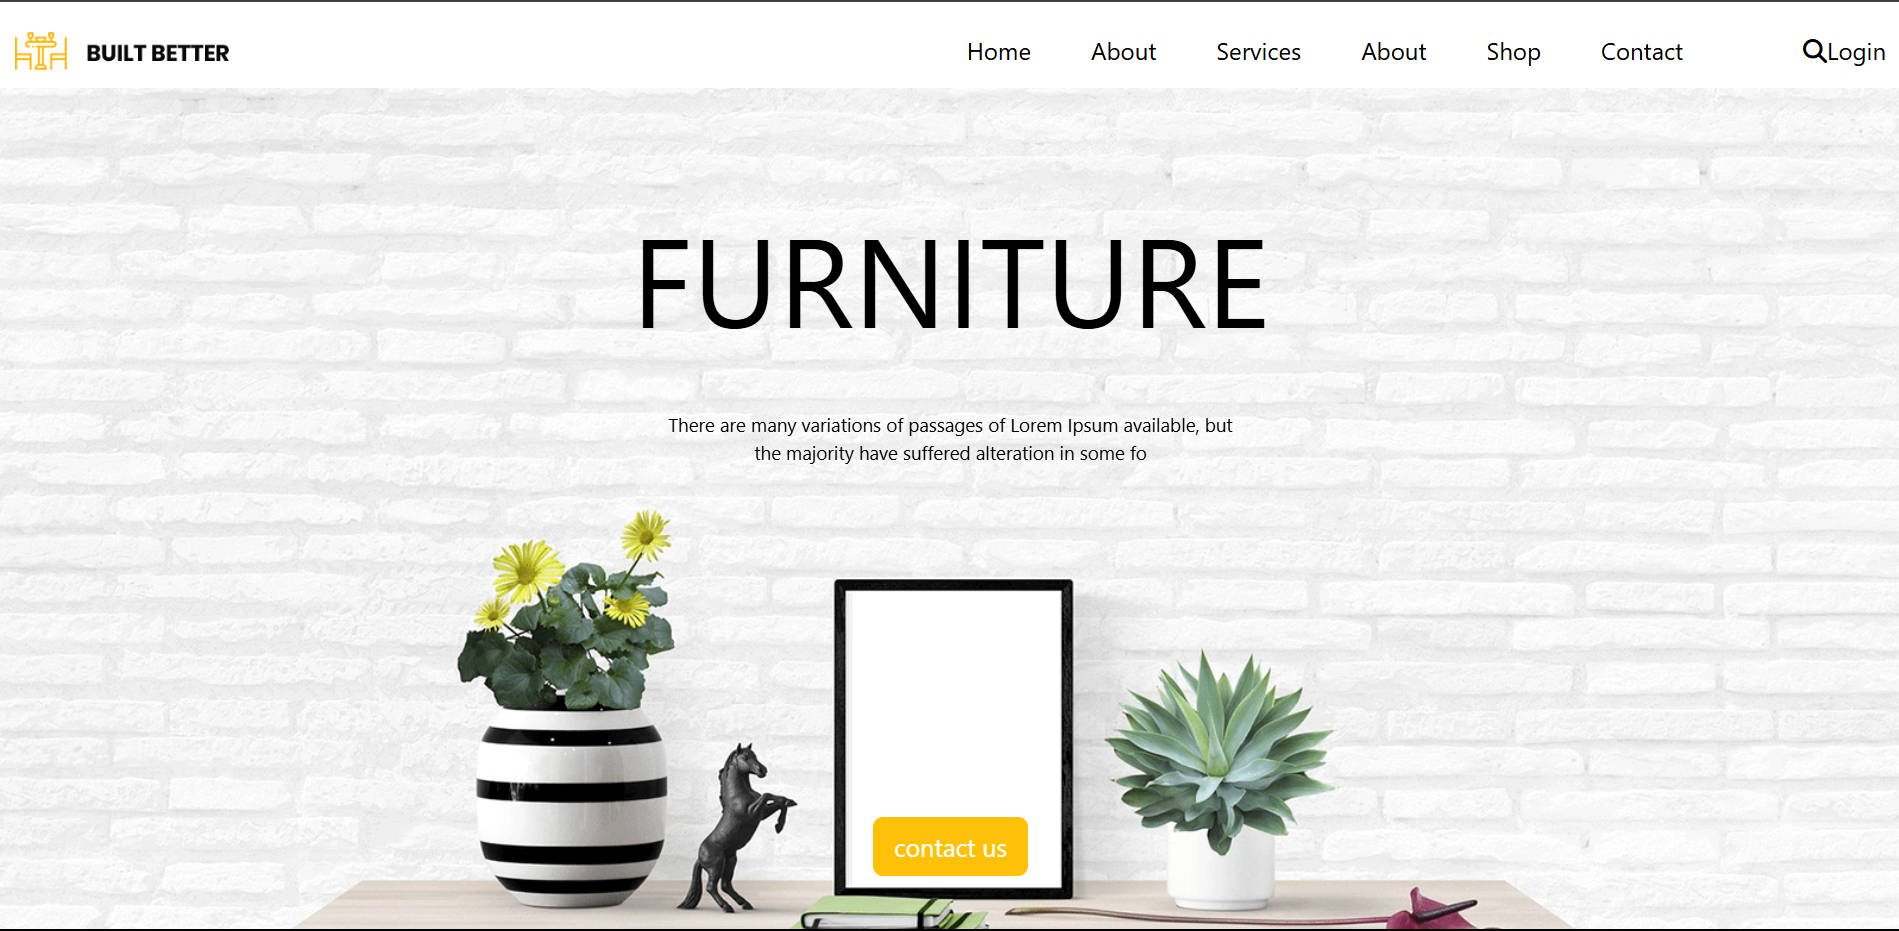 BUILT BETTER
Home About Services About Shop Contact Login
FURNITURE
There are many variations of passages of Lorem Ipsum available, but
the majority have suffered alteration in some fo
contact us